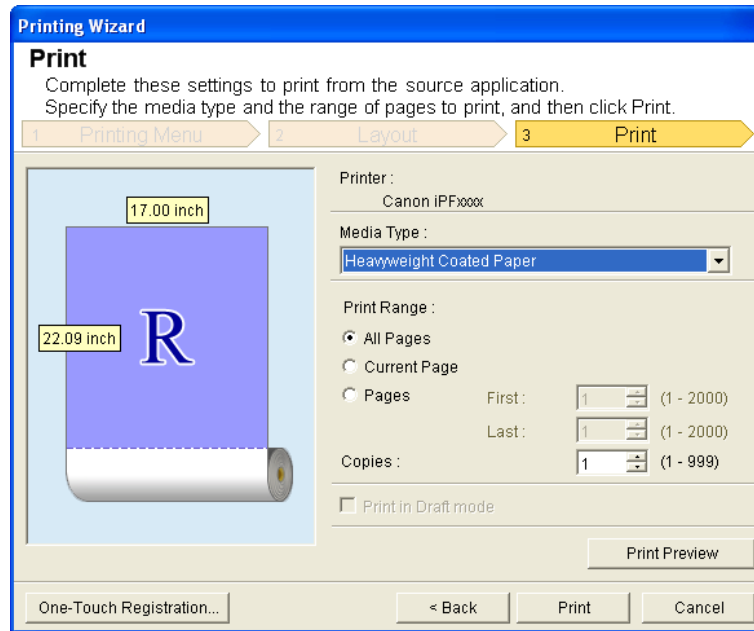 Printing Wizard
Print
Complete these settings to print from the source application.
Specify the media type and the range of pages to print, and then click Print.
1 Printing Menu 2 Layout 3 Print
17.00 inch
22.09 inch
R
Printer :
Canon iPFxxxx
Media Type :
Heavyweight Coated Paper
Print Range :
All Pages
Current Page
Pages First : 1 (1 - 2000)
Last : 1 (1 - 2000)
Copies : 1 (1 - 999)
Print in Draft mode
Print Preview
One-Touch Registration... < Back Print Cancel